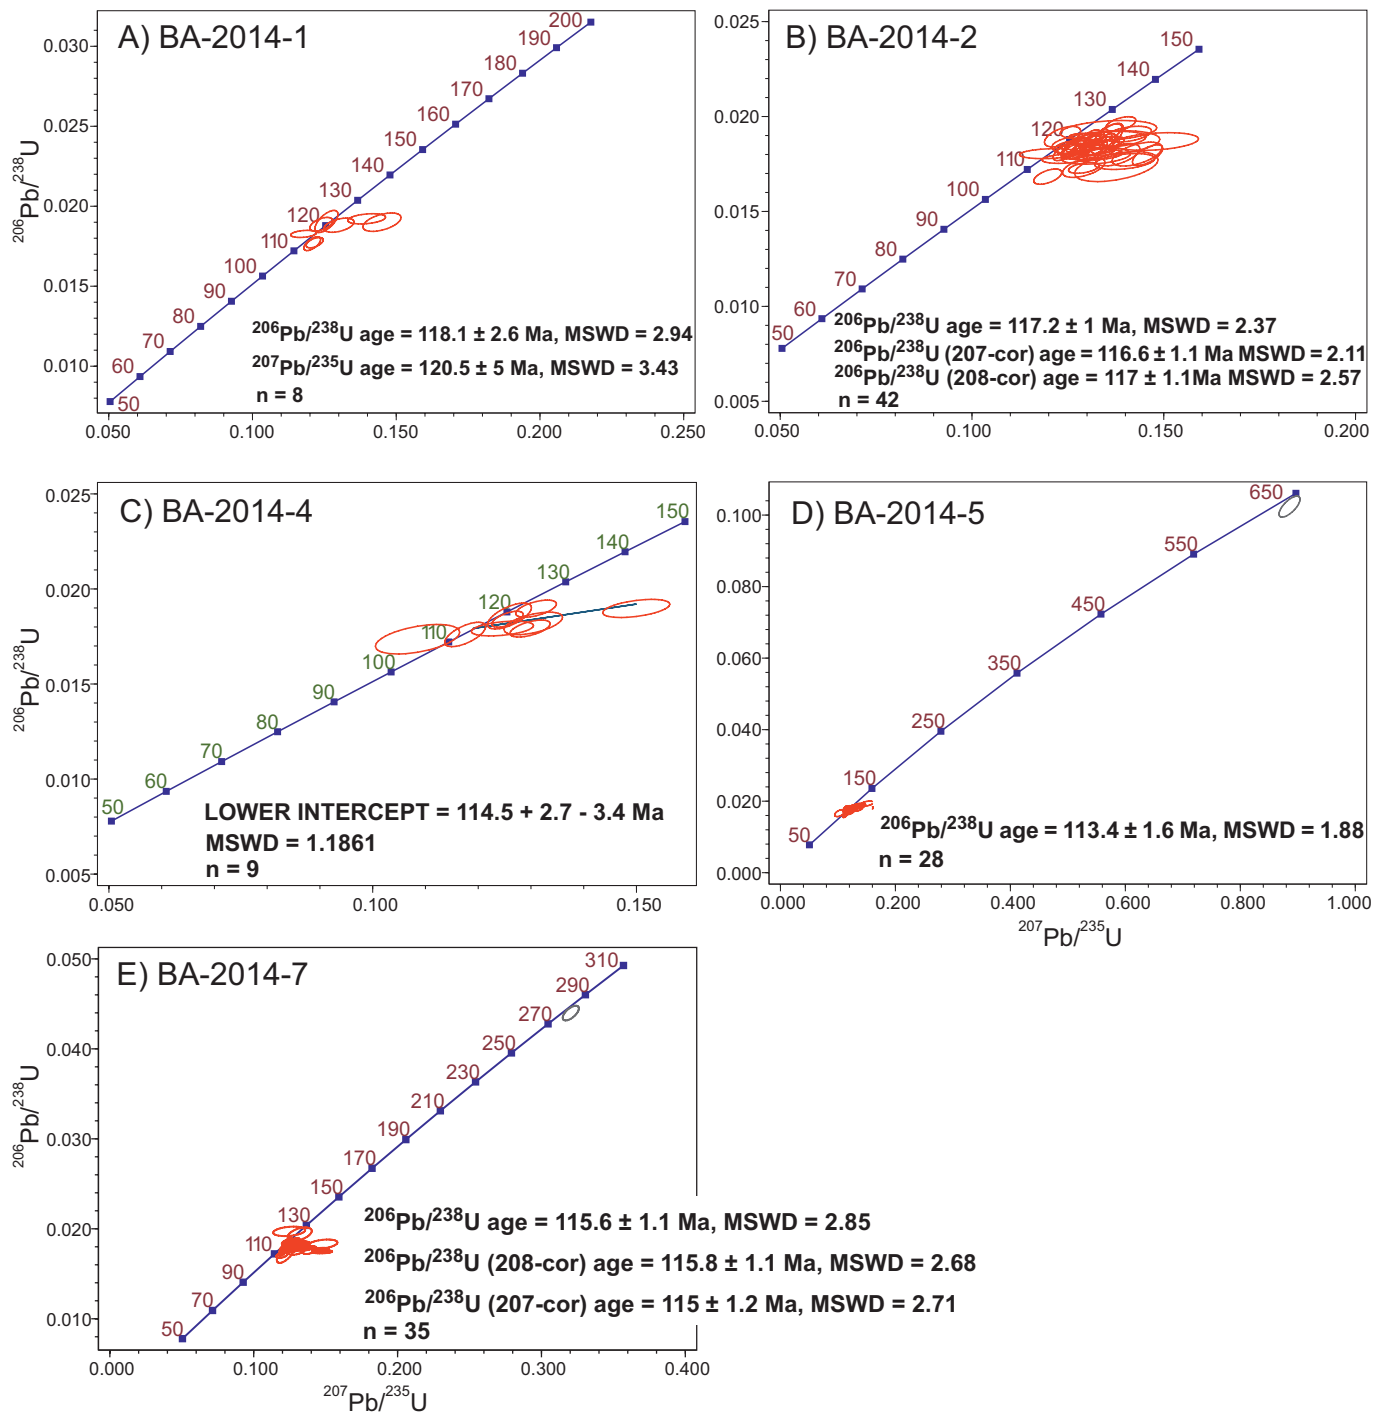 A) BA-2014-1
206Pb/238U
0.030
0.025
0.020
0.015
0.010
200
190
180
170
160
150
140
130
120
110
100
90
80
70
60
50
206Pb/238U age = 118.1 ± 2.6 Ma, MSWD = 2.94
207Pb/235U age = 120.5 ± 5 Ma, MSWD = 3.43
n = 8
0.050 0.100 0.150 0.200 0.250
B) BA-2014-2
0.025
0.020
0.015
0.010
0.005
150
140
130
120
110
100
90
80
70
60
50
206Pb/238U age = 117.2 ± 1 Ma, MSWD = 2.37
206Pb/238U (207-cor) age = 116.6 ± 1.1 Ma MSWD = 2.11
206Pb/238U (208-cor) age = 117 ± 1.1Ma MSWD = 2.57
n = 42
0.050 0.100 0.150 0.200
C) BA-2014-4
206Pb/238U
0.025
0.020
0.015
0.010
0.005
150
140
130
120
110
100
90
80
70
60
50
LOWER INTERCEPT = 114.5 + 2.7 - 3.4 Ma
MSWD = 1.1861
n = 9
0.050 0.100 0.150
D) BA-2014-5
0.100
0.080
0.060
0.040
0.020
0.000
650
550
450
350
250
150
50
206Pb/238U age = 113.4 ± 1.6 Ma, MSWD = 1.88
n = 28
0.000 0.200 0.400 0.600 0.800 1.000
207Pb/235U
E) BA-2014-7
206Pb/238U
0.050
0.040
0.030
0.020
0.010
310
290
270
250
230
210
190
170
150
130
110
90
70
50
206Pb/238U age = 115.6 ± 1.1 Ma, MSWD = 2.85
206Pb/238U (208-cor) age = 115.8 ± 1.1 Ma, MSWD = 2.68
206Pb/238U (207-cor) age = 115 ± 1.2 Ma, MSWD = 2.71
n = 35
0.000 0.100 0.200 0.300 0.400
207Pb/235U